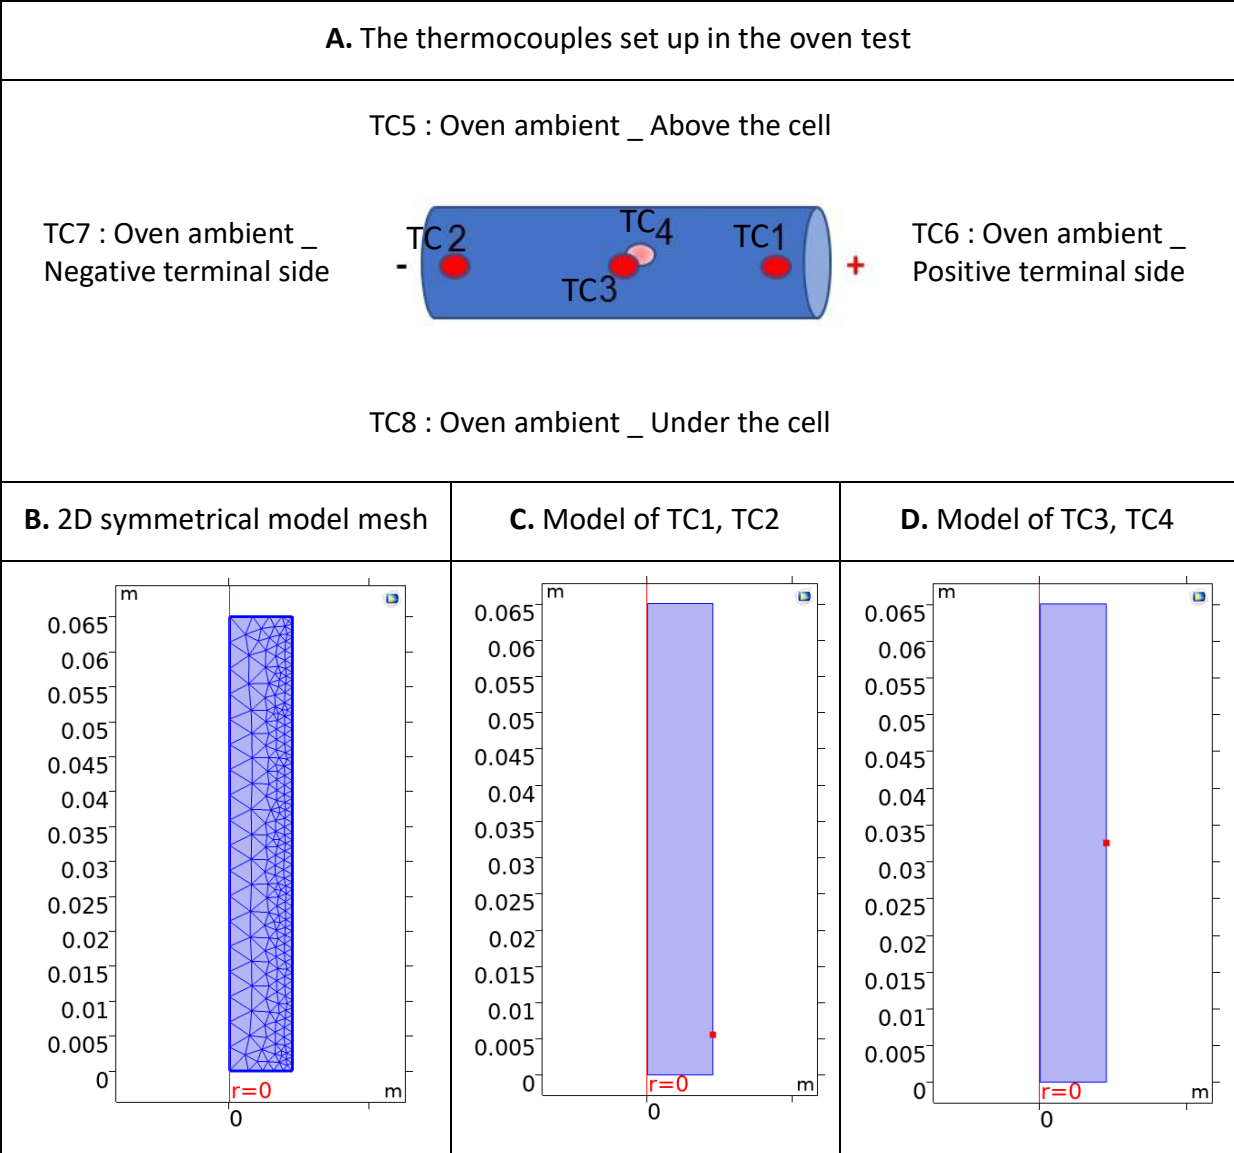 A. The thermocouples set up in the oven test
TC5 : Oven ambient _ Above the cell
TC7 : Oven ambient _
Negative terminal side
-
TC 2
TC4
TC3
TC1
+
TC6 : Oven ambient _
Positive terminal side
TC8 : Oven ambient _ Under the cell
B. 2D symmetrical model mesh
C. Model of TC1, TC2
D. Model of TC3, TC4
m
0.065
0.06
0.055
0.05
0.045
0.04
0.035
0.03
0.025
0.02
0.015
0.01
0.005
0
r=0
m
0
m
0.065
0.06
0.055
0.05
0.045
0.04
0.035
0.03
0.025
0.02
0.015
0.01
0.005
0
r=0
m
0
m
0.065
0.06
0.055
0.05
0.045
0.04
0.035
0.03
0.025
0.02
0.015
0.01
0.005
0
r=0
m
0